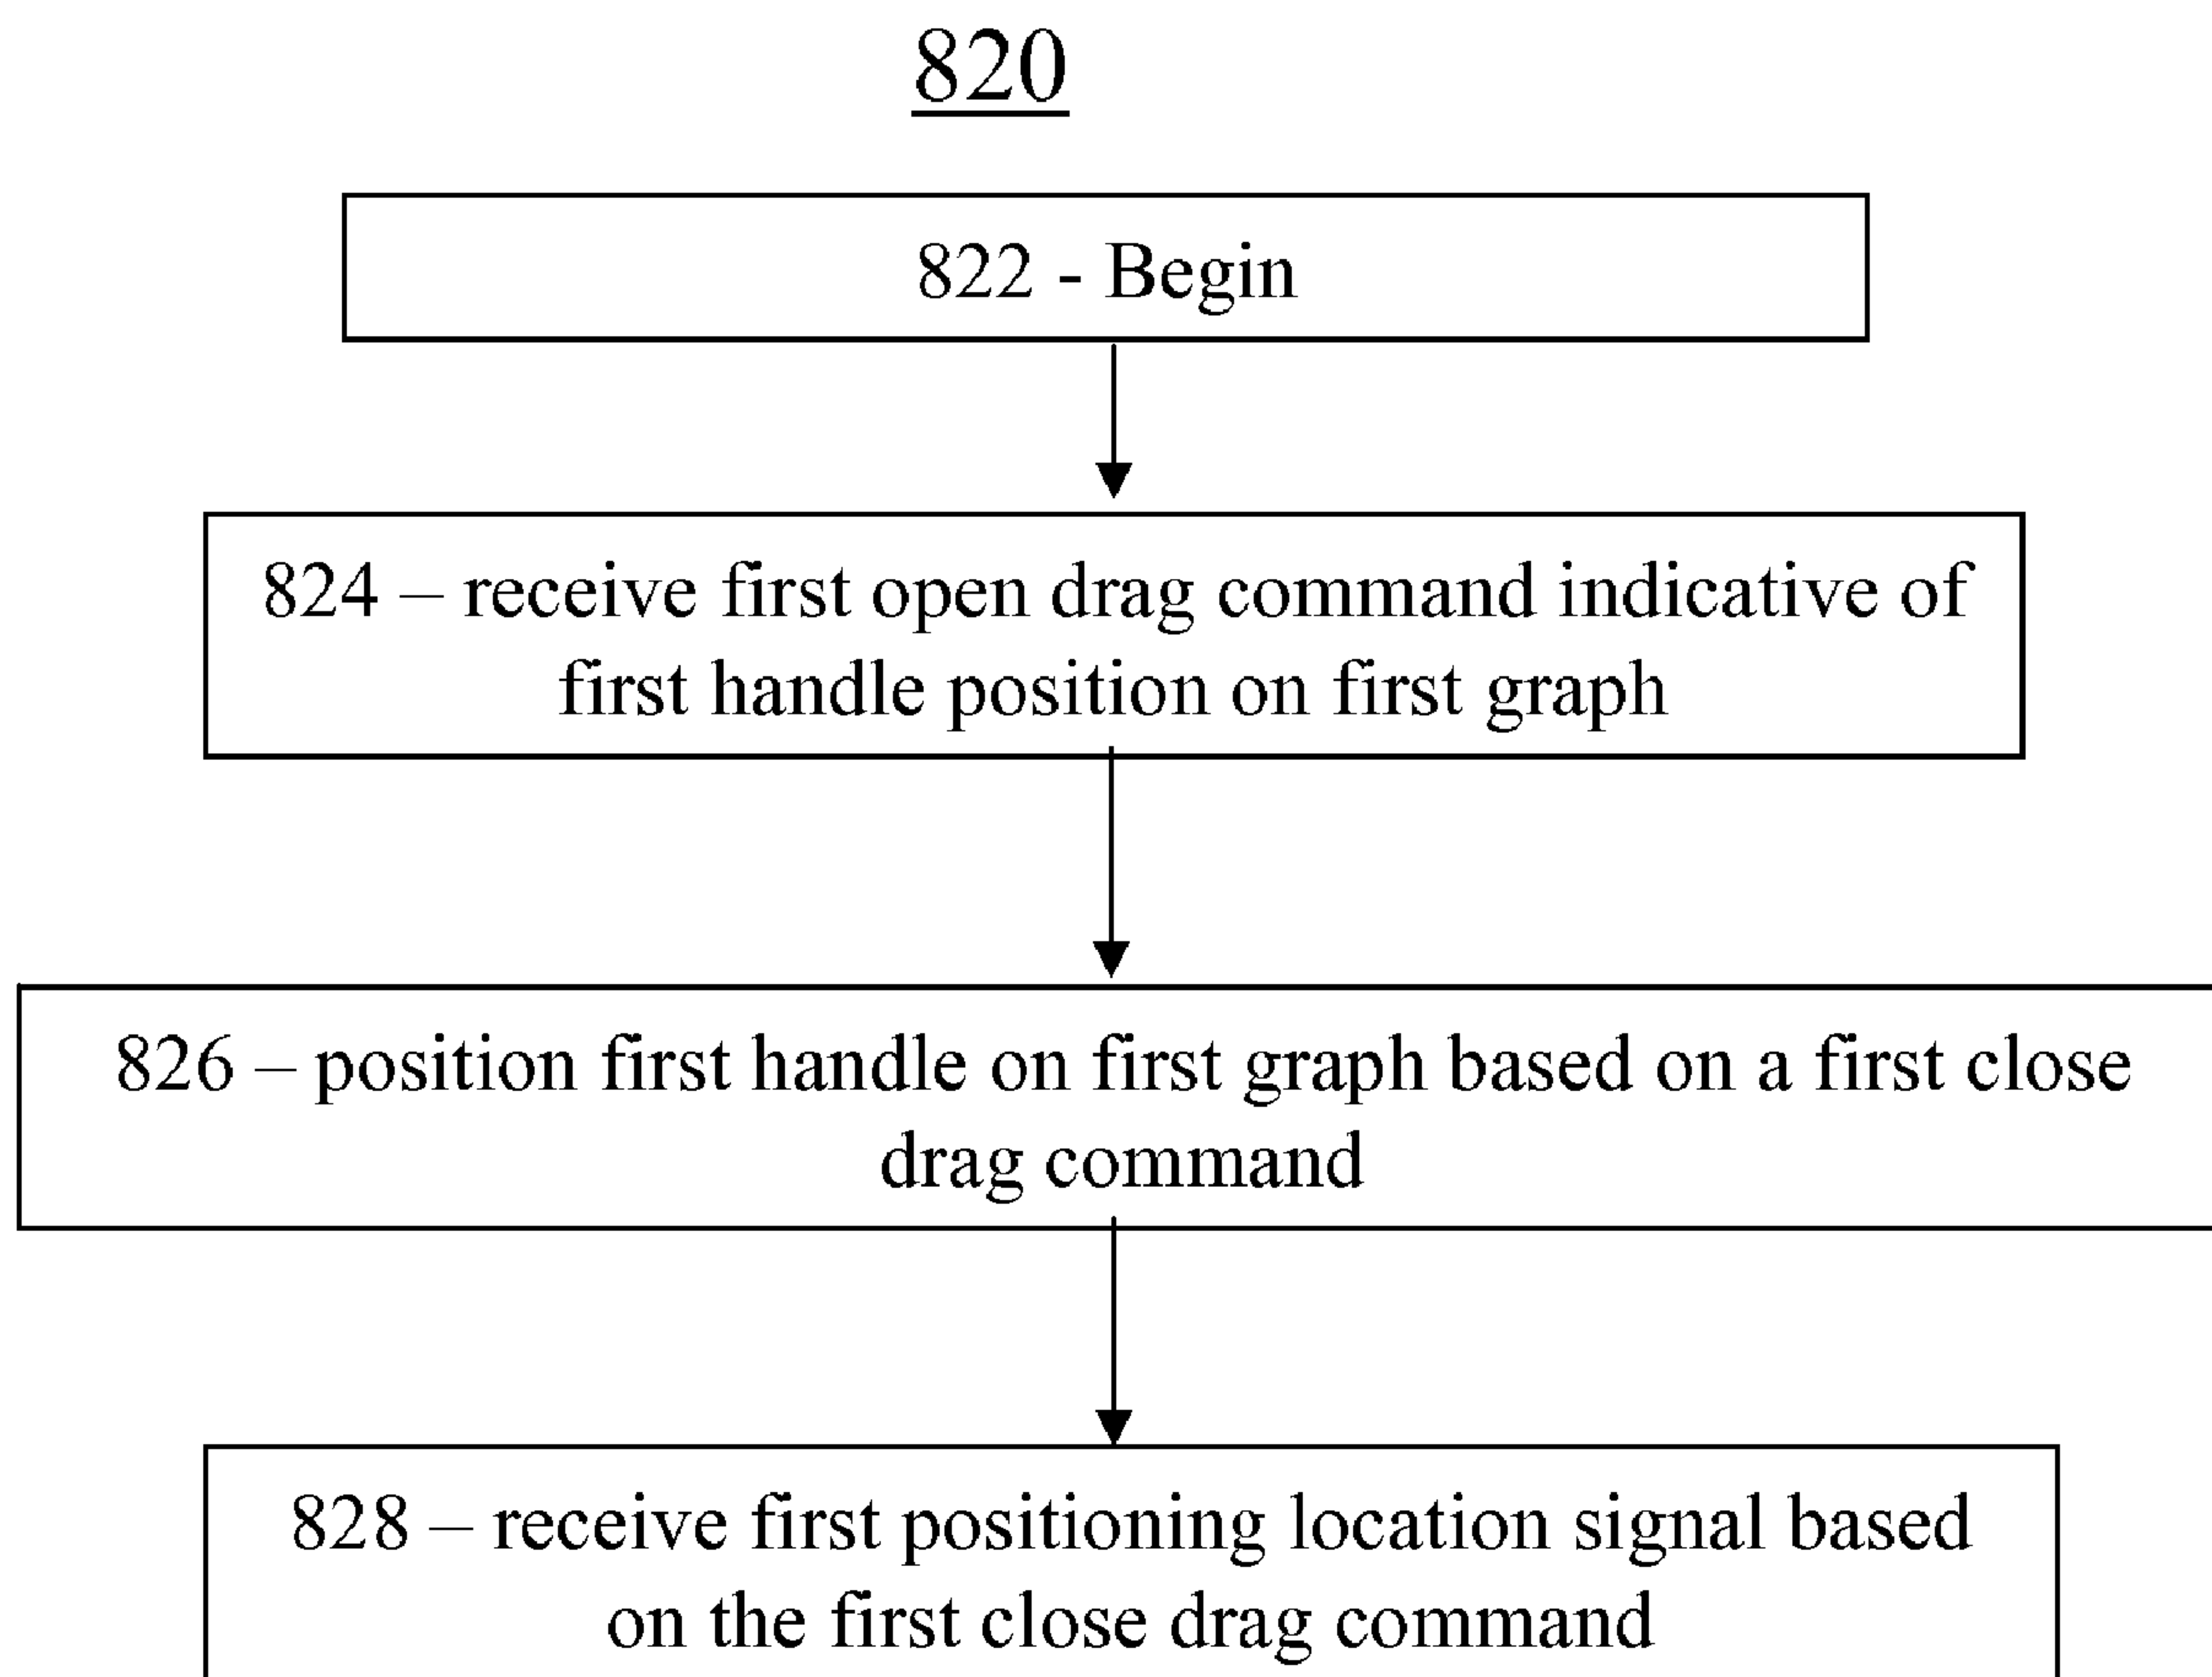 820
822 - Begin
824 – receive first open drag command indicative of
first handle position on first graph
826 – position first handle on first graph based on a first close
drag command
828 – receive first positioning location signal based
on the first close drag command